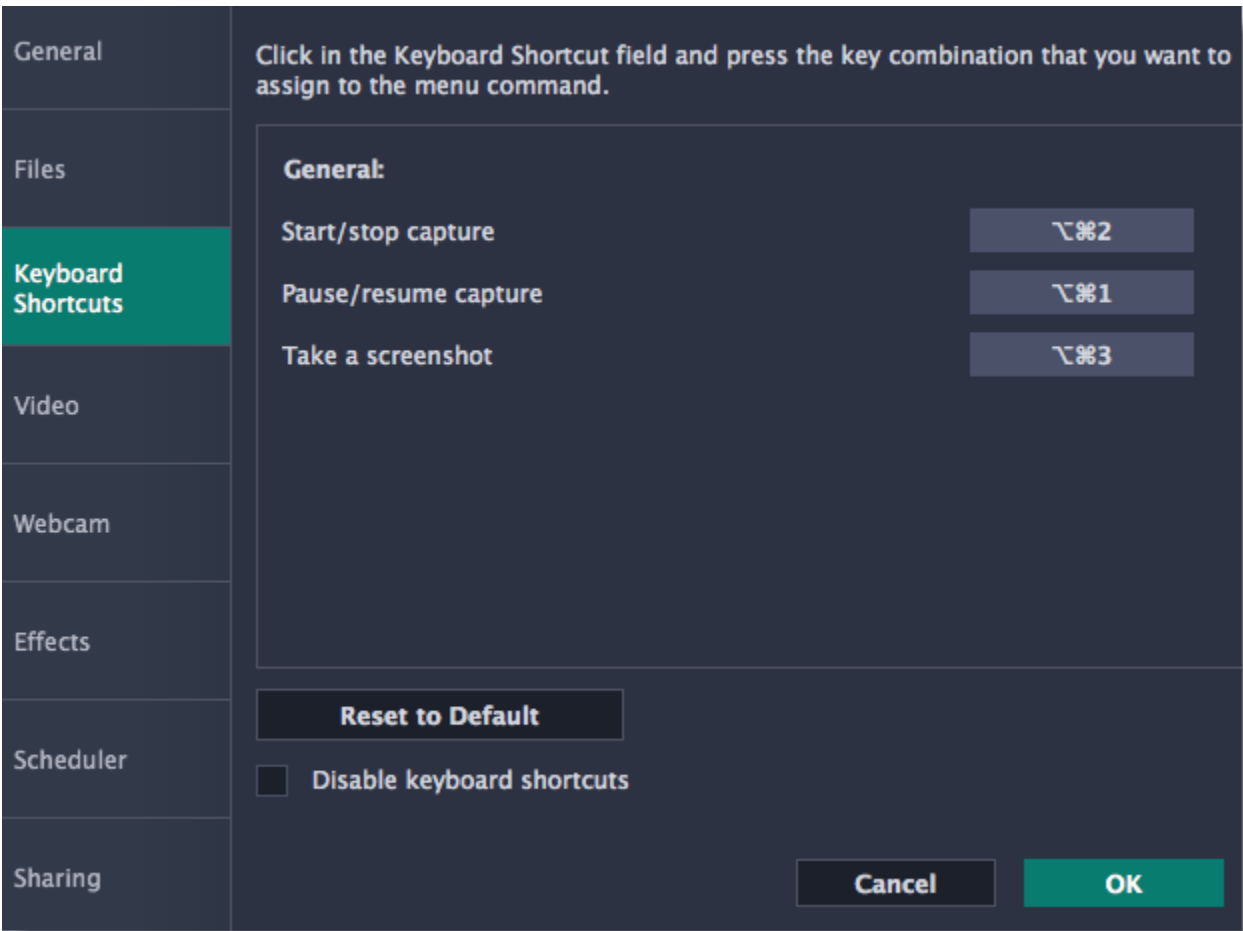 General
Files
Keyboard
Shortcuts
Video
Webcam
Effects
Scheduler
Sharing
Click in the Keyboard Shortcut field and press the key combination that you want to
assign to the menu command.
General:
Start/stop capture ⌥⌘2
Pause/resume capture ⌥⌘1
Take a screenshot ⌥⌘3
Reset to Default
Disable keyboard shortcuts
Cancel OK